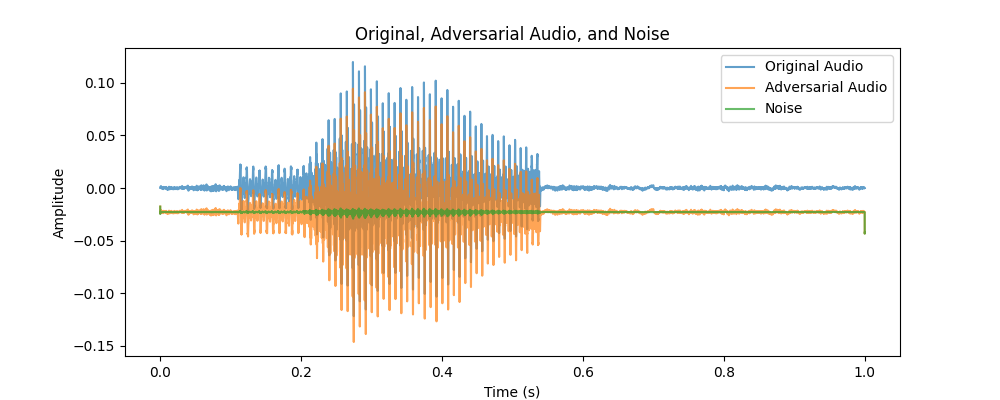 Original, Adversarial Audio, and Noise
Original Audio
Adversarial Audio
Noise
0.10
0.05
0.00
−0.05
−0.10
−0.15
Amplitude
0.0
0.2
0.4
0.6
0.8
1.0
Time (s)